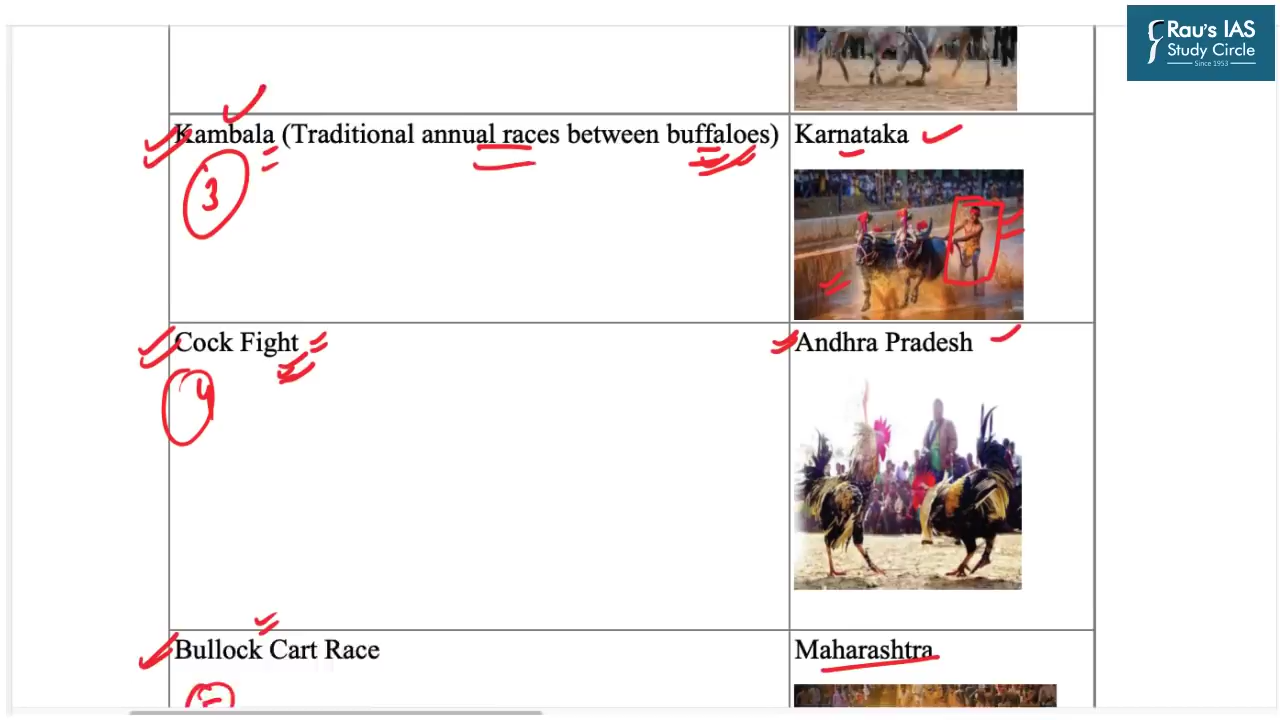 Rau's IAS
Study Circle
Since 1953
Kambala (Traditional annual races between buffaloes)
Karnataka
3
Cock Fight
Andhra Pradesh
4
Bullock Cart Race
Maharashtra